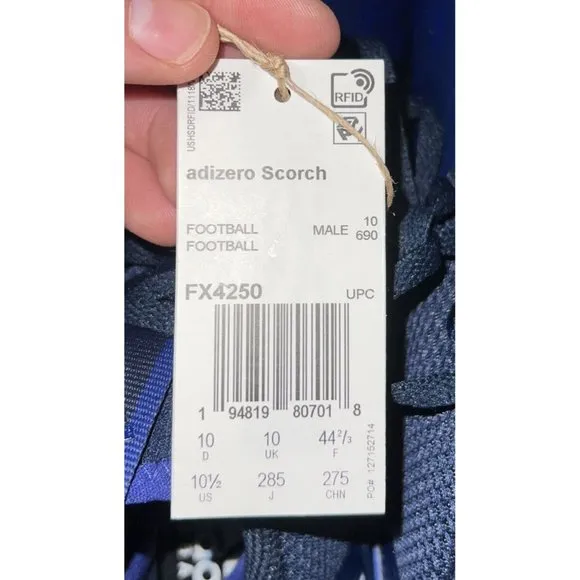 USHSDRFID/1118
RFID
adizero Scorch
FOOTBALL MALE 10
FOOTBALL 690
FX4250 UPC
1 94819 80701 8
10 10 44 2/3
D UK F
10½ 285 275
US J CHN
PO# 127152714